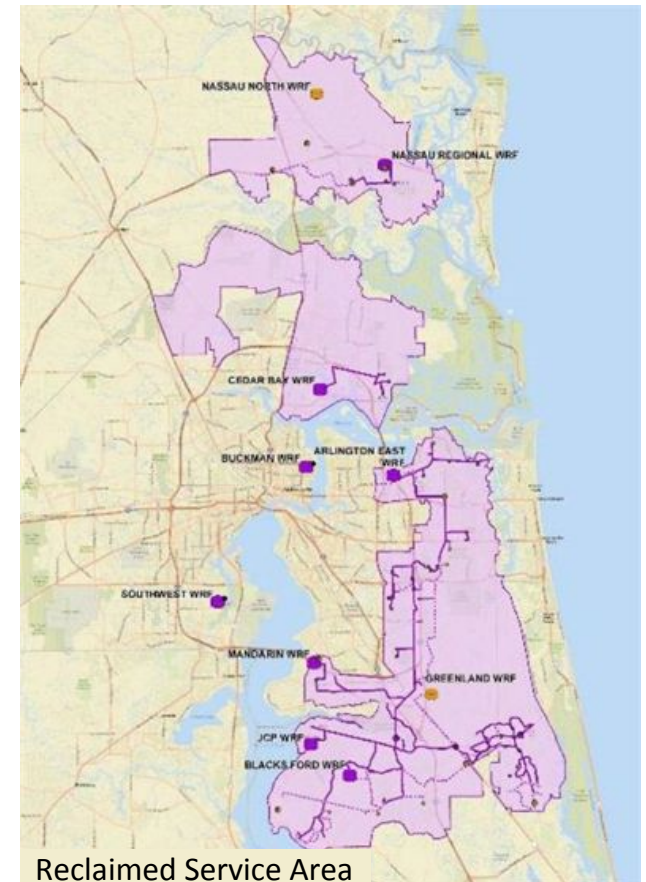 NASSAU NORTH WRF
NASSAU REGIONAL WRF
CEDAR BAY WRF
BUCKMAN WRF
ARLINGTON EAST
WRF
SOUTHWEST WRF
MANDARIN WRF
GREENLAND WRF
JCP WRF
BLACKS FORD WRF
Reclaimed Service Area